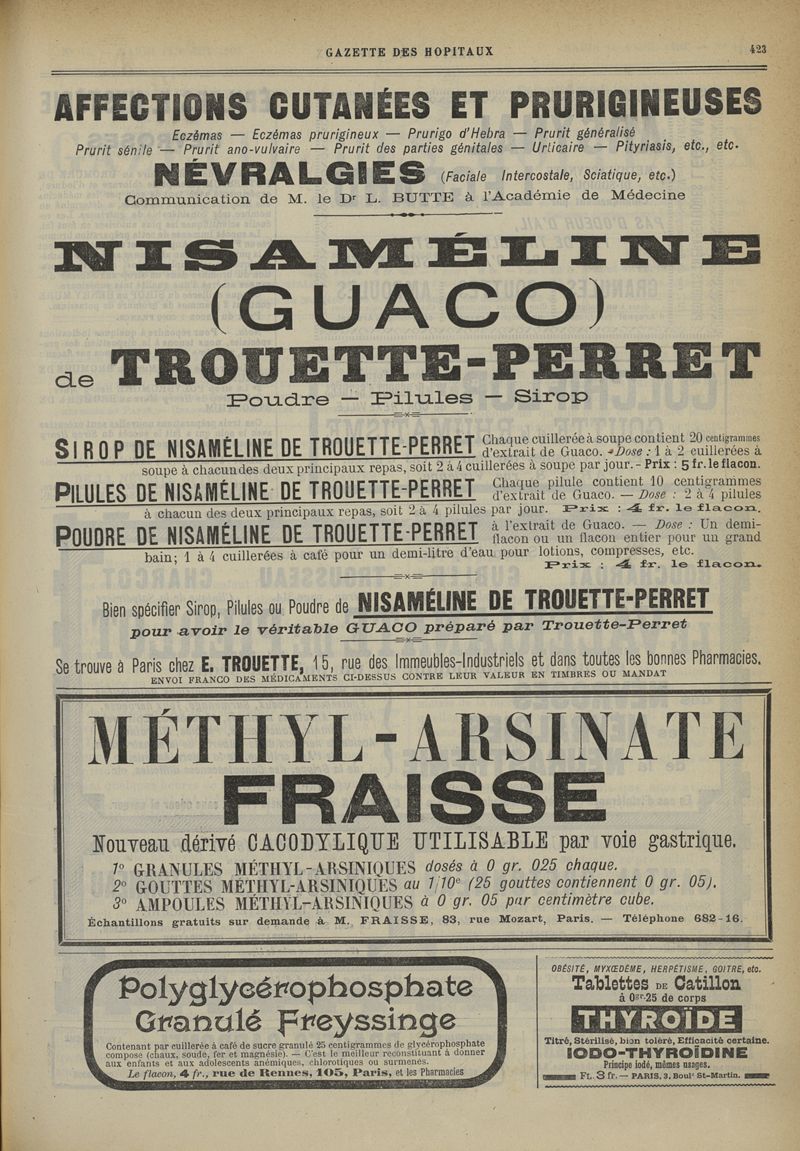 GAZETTE DES HOPITAUX 423
AFFECTIONS CUTANÉES ET PRURIGINEUSES
Eczémas — Eczémas prurigineux — Prurigo d'Hebra — Prurit généralisé
Prurit sénile — Prurit ano-vulvaire — Prurit des parties génitales — Urticaire — Pityriasis, etc., etc.
NÉVRALGIES (Faciale Intercostale, Sciatique, etc.)
Communication de M. le Dr L. BUTTE à l'Académie de Médecine
NISAMÉLINE
(GUACO)
de TROUETTE-PERRET
Poudre — Pilules — Sirop
SIROP DE NISAMÉLINE DE TROUETTE-PERRET Chaque cuillerée à soupe contient 20 centigrammes
d'extrait de Guaco. - Dose : 1 à 2 cuillerées à
soupe à chacun des deux principaux repas, soit 2 à 4 cuillerées à soupe par jour. - Prix : 5 fr. le flacon.
PILULES DE NISAMÉLINE DE TROUETTE-PERRET Chaque pilule contient 10 centigrammes
d'extrait de Guaco. — Dose : 2 à 4 pilules
à chacun des deux principaux repas, soit 2 à 4 pilules par jour. Prix : 4 fr. le flacon.
POUDRE DE NISAMÉLINE DE TROUETTE-PERRET à l'extrait de Guaco. — Dose : Un demi-
flacon ou un flacon entier pour un grand
bain; 1 à 4 cuillerées à café pour un demi-litre d'eau pour lotions, compresses, etc.
Prix : 4 fr. le flacon.
Bien spécifier Sirop, Pilules ou Poudre de NISAMÉLINE DE TROUETTE-PERRET
pour avoir le véritable GUACO préparé par Trouette-Perret
Se trouve à Paris chez E. TROUETTE, 15, rue des Immeubles-Industriels et dans toutes les bonnes Pharmacies.
ENVOI FRANCO DES MÉDICAMENTS CI-DESSUS CONTRE LEUR VALEUR EN TIMBRES OU MANDAT
MÉTHYL-ARSINATE
FRAISSE
Nouveau dérivé CACODYLIQUE UTILISABLE par voie gastrique.
1º GRANULES MÉTHYL-ARSINIQUES dosés à 0 gr. 025 chaque.
2º GOUTTES MÉTHYL-ARSINIQUES au 1/10e (25 gouttes contiennent 0 gr. 05).
3º AMPOULES MÉTHYL-ARSINIQUES à 0 gr. 05 par centimètre cube.
Échantillons gratuits sur demande à M. FRAISSE, 83, rue Mozart, Paris. — Téléphone 682-16.
Polyglycérophosphate
Granulé Freyssinge
Contenant par cuillerée à café de sucre granulé 25 centigrammes de glycérophosphate
composé (chaux, soude, fer et magnésie). — C'est le meilleur reconstituant à donner
aux enfants et aux adolescents anémiques, chlorotiques ou surmenés.
Le flacon, 4 fr., rue de Rennes, 105, Paris, et les Pharmacies
OBÉSITÉ, MYXŒDÈME, HERPÉTISME, GOITRE, etc.
Tablettes DE Catillon
à 0gr25 de corps
THYROÏDE
Titré, Stérilisé, bien toléré, Efficacité certaine.
IODO-THYROÏDINE
Principe iodé, mêmes usages.
Fl. 3 fr. — PARIS, 3, Boulᵗ St-Martin.